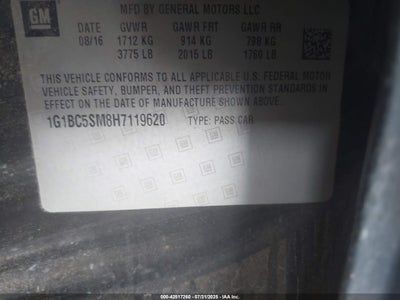 GM
MFD BY GENERAL MOTORS LLC
DATE GVWR GAWR FRT GAWR RR
08/16 1712 KG 914 KG 798 KG
3775 LB 2015 LB 1760 LB
THIS VEHICLE CONFORMS TO ALL APPLICABLE U.S. FEDERAL MOTOR
VEHICLE SAFETY, BUMPER, AND THEFT PREVENTION STANDARDS IN
EFFECT ON THE DATE OF MANUFACTURE SHOWN ABOVE.
1G1BC5SM8H7119620 TYPE: PASS CAR
000-42517260 - 07/31/2025 - IAA Inc.